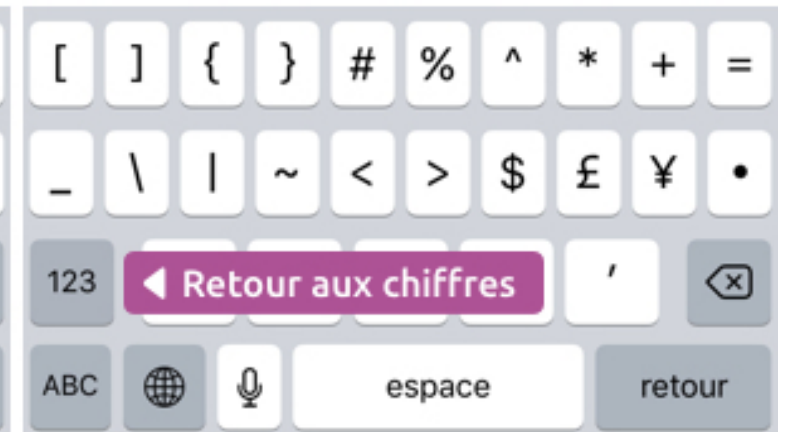 [ ] { } # % ^ * + =
_ \ | ~ < > $ £ ¥ •
123 Retour aux chiffres ′
ABC espace retour